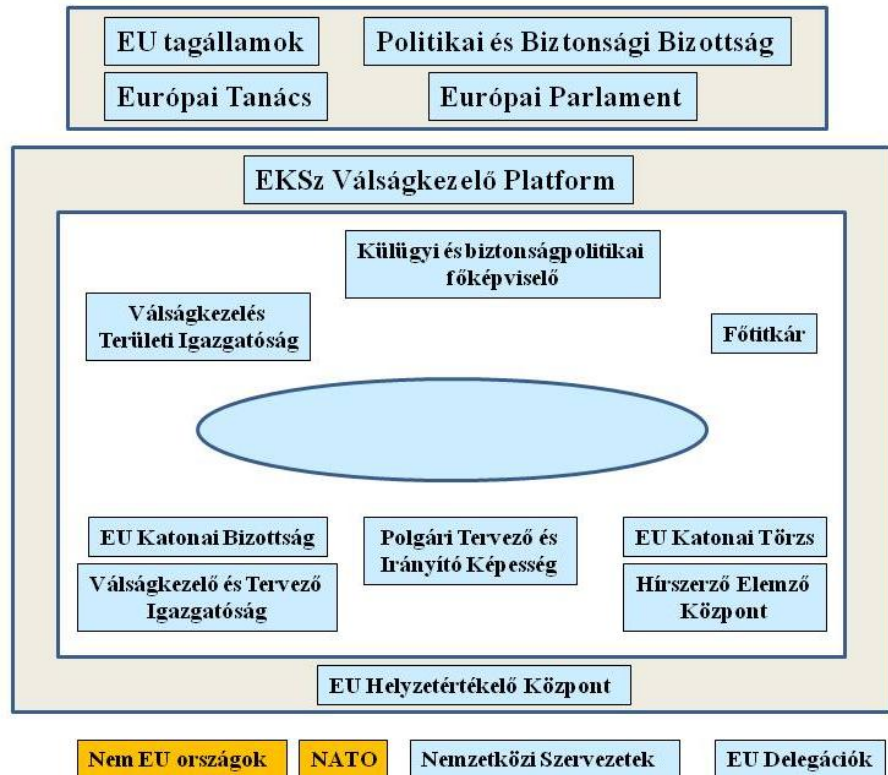 EU tagállamok
Politikai és Biztonsági Bizottság
Európai Tanács
Európai Parlament
EKSz Válságkezelő Platform
Külügyi és biztonságpolitikai
főképviselő
Válságkezelés
Területi Igazgatóság
Főtitkár
EU Katonai Bizottság
Polgári Tervező és
Irányító Képesség
EU Katonai Törzs
Válságkezelő és Tervező
Igazgatóság
Hírszerző Elemző
Központ
EU Helyzetértékelő Központ
Nem EU országok
NATO
Nemzetközi Szervezetek
EU Delegációk